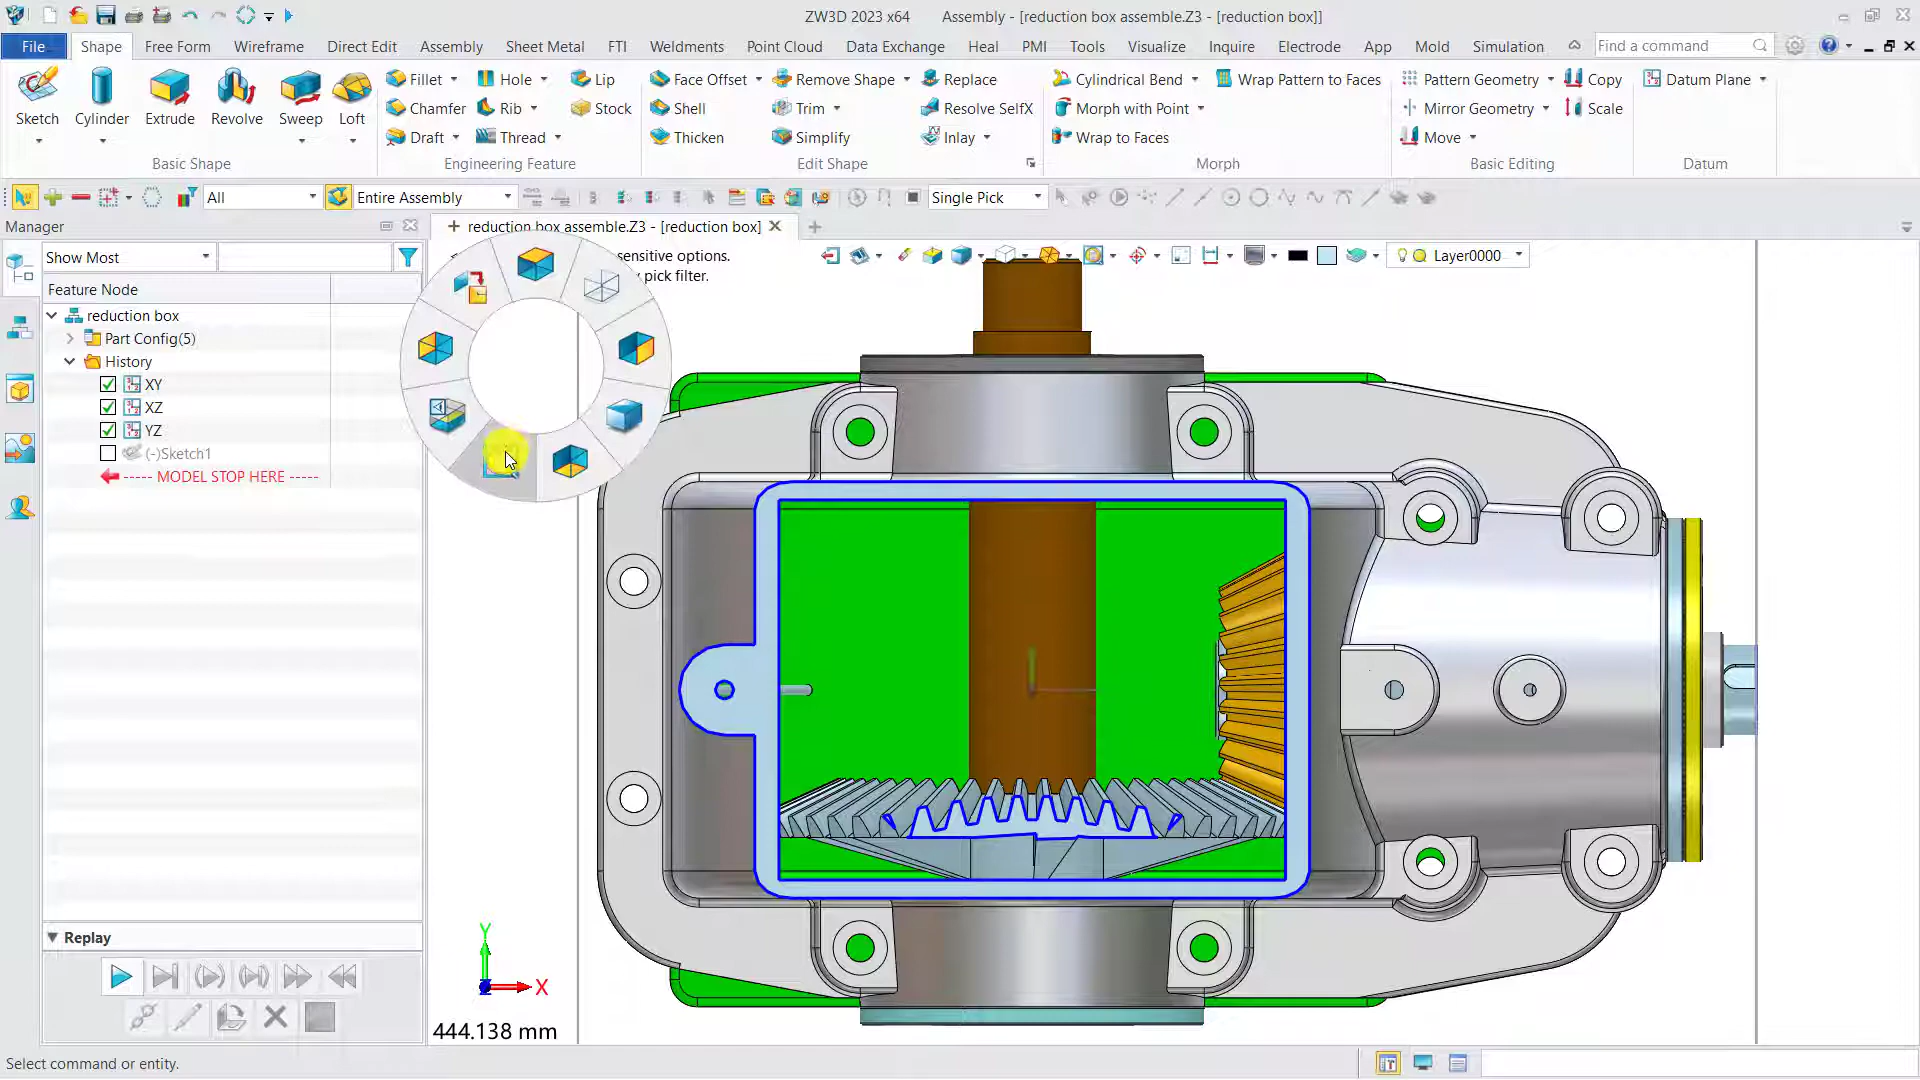 ZW3D 2023 x64 Assembly - [reduction box assemble.Z3 - [reduction box]]
File Shape Free Form Wireframe Direct Edit Assembly Sheet Metal FTI Weldments Point Cloud Data Exchange Heal PMI Tools Visualize Inquire Electrode App Mold Simulation Find a command
Fillet Hole Lip Face Offset Remove Shape Replace Cylindrical Bend Wrap Pattern to Faces Pattern Geometry Copy Datum Plane
Sketch Cylinder Extrude Revolve Sweep Loft Chamfer Rib Stock Shell Trim Resolve SelfX Morph with Point Mirror Geometry Scale
Draft Thread Thicken Simplify Inlay Wrap to Faces Move
Basic Shape Engineering Feature Edit Shape Morph Basic Editing Datum
All Entire Assembly Single Pick
Manager reduction box assemble.Z3 - [reduction box]
Show Most sensitive options. Layer0000
pick filter.
Feature Node
reduction box
Part Config(5)
History
XY
XZ
YZ
(-)Sketch1
----- MODEL STOP HERE -----
Replay
Y
X
444.138 mm
Select command or entity.